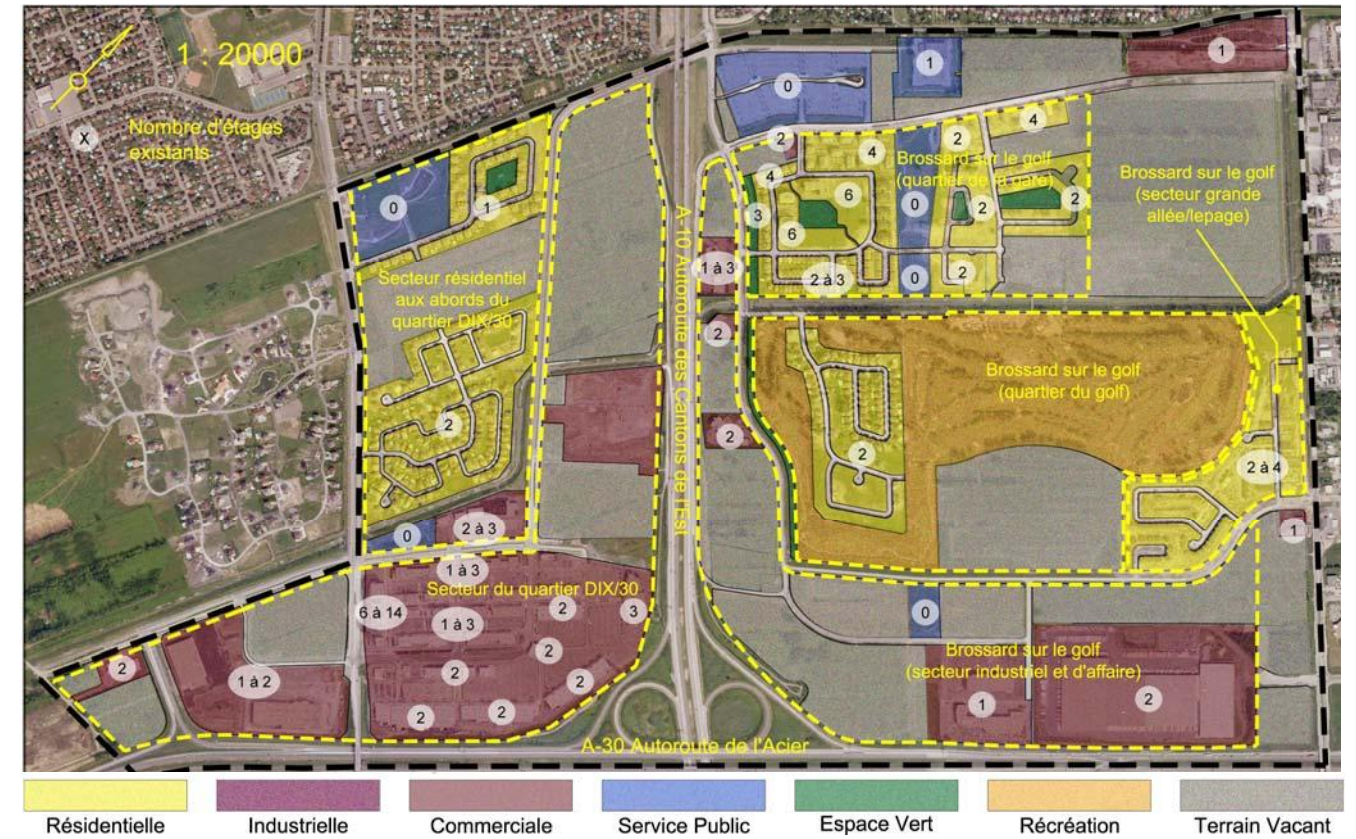 1 : 20000
X
Nombre d'étages
existants
1
1
0
2
4
4
2
Brossard sur le golf
(quartier de la gare)
Brossard sur le golf
(secteur grande
allée/lepage)
4
6
0
2
2
3
6
0
1
Secteur résidentiel
aux abords du
quartier DIX/30
1 à 3
2 à 3
0
2
2
A-10 Autoroute des Cantons de l'Est
Brossard sur le golf
(quartier du golf)
2
2
2
2 à 4
0
2 à 3
1
1 à 3
Secteur du quartier DIX/30
6 à 14
1 à 3
2
3
0
2
2
1 à 2
2
2
2
2
Brossard sur le golf
(secteur industriel et d'affaire)
1
2
A-30 Autoroute de l'Acier
Résidentielle
Industrielle
Commerciale
Service Public
Espace Vert
Récréation
Terrain Vacant